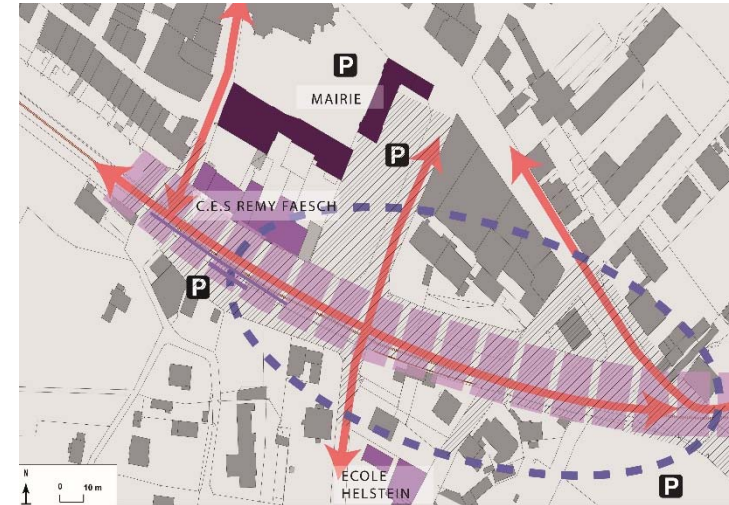 P
MAIRIE
P
C.E.S REMY FAESCH
P
ECOLE
HELSTEIN
P
N
0 10 m